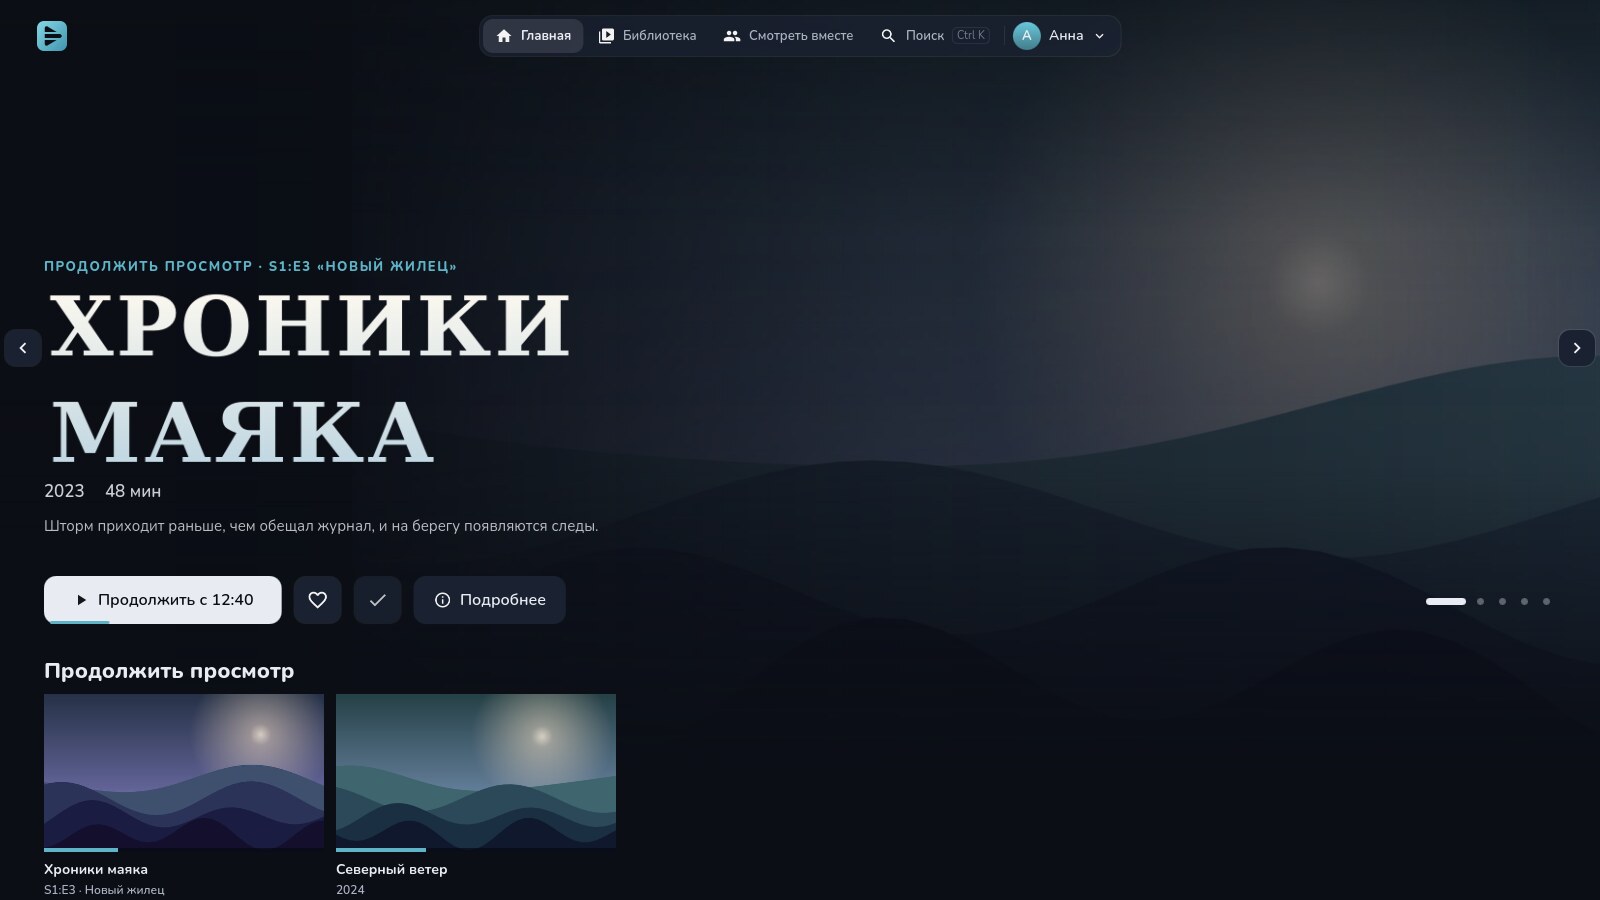 Главная
Библиотека
Смотреть вместе
Поиск Ctrl K
A Анна
ПРОДОЛЖИТЬ ПРОСМОТР · S1:E3 «НОВЫЙ ЖИЛЕЦ»
ХРОНИКИ
МАЯКА
2023 48 мин
Шторм приходит раньше, чем обещал журнал, и на берегу появляются следы.
Продолжить с 12:40
Подробнее
Продолжить просмотр
Хроники маяка
S1:E3 · Новый жилец
Северный ветер
2024